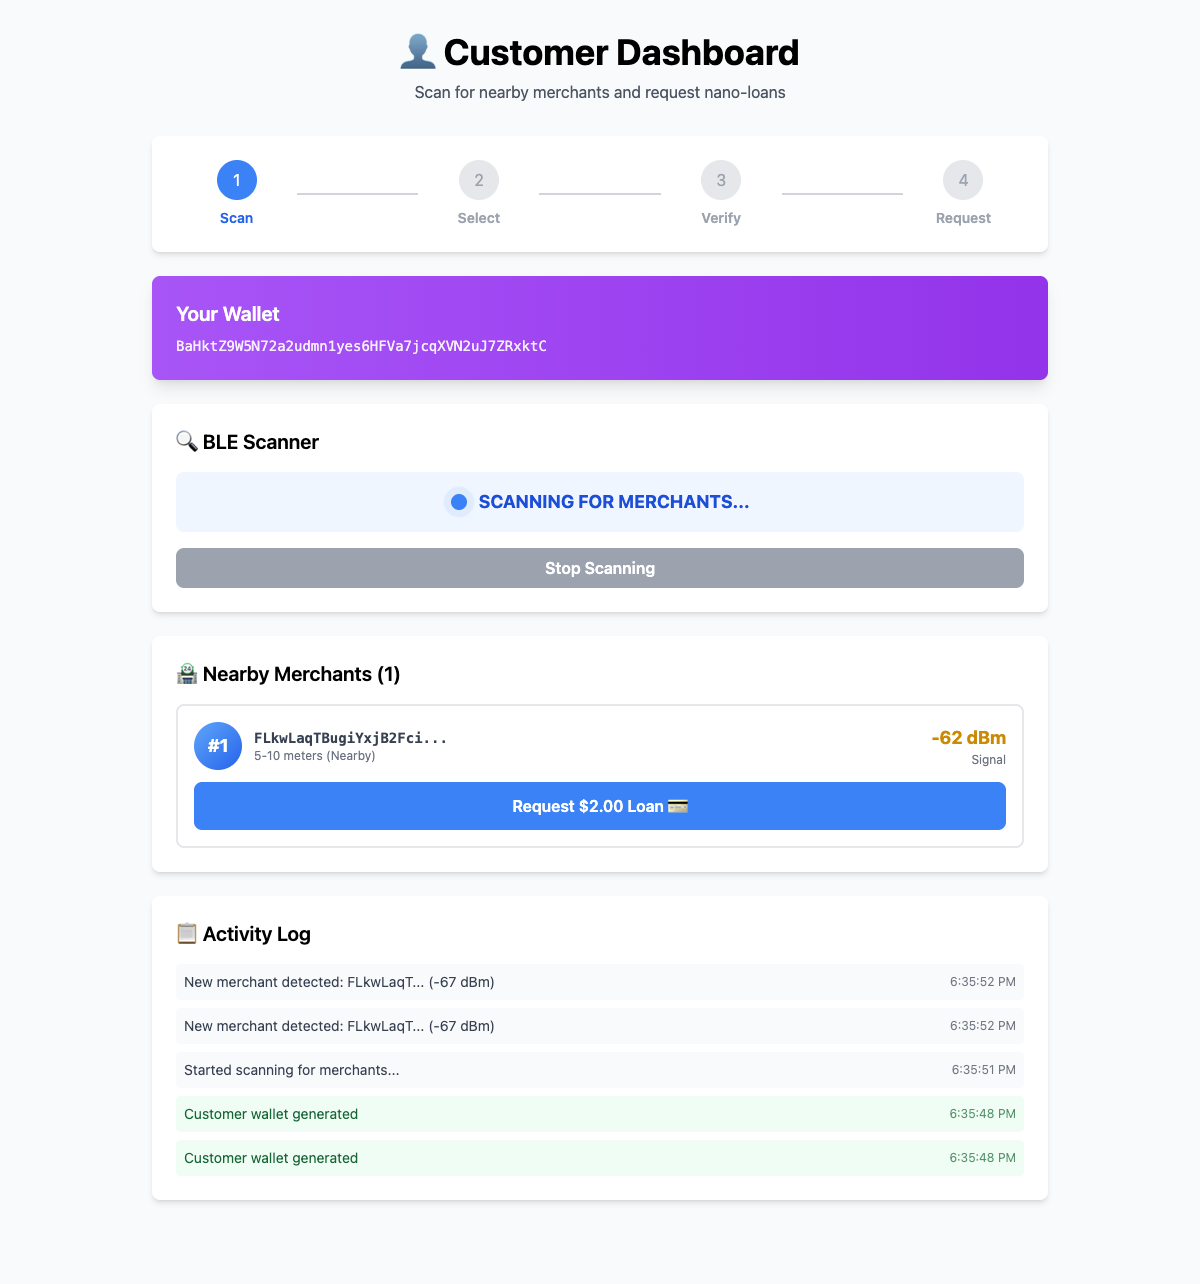 Customer Dashboard
Scan for nearby merchants and request nano-loans
1
Scan
2
Select
3
Verify
4
Request
Your Wallet
BaHktZ9W5N72a2udmn1yes6HFVa7jcqXVN2uJ7ZRxktC
BLE Scanner
SCANNING FOR MERCHANTS...
Stop Scanning
Nearby Merchants (1)
#1
FLkwLaqTBugiYxjB2Fci...
5-10 meters (Nearby)
-62 dBm
Signal
Request $2.00 Loan
Activity Log
New merchant detected: FLkwLaqT... (-67 dBm) 6:35:52 PM
New merchant detected: FLkwLaqT... (-67 dBm) 6:35:52 PM
Started scanning for merchants... 6:35:51 PM
Customer wallet generated 6:35:48 PM
Customer wallet generated 6:35:48 PM